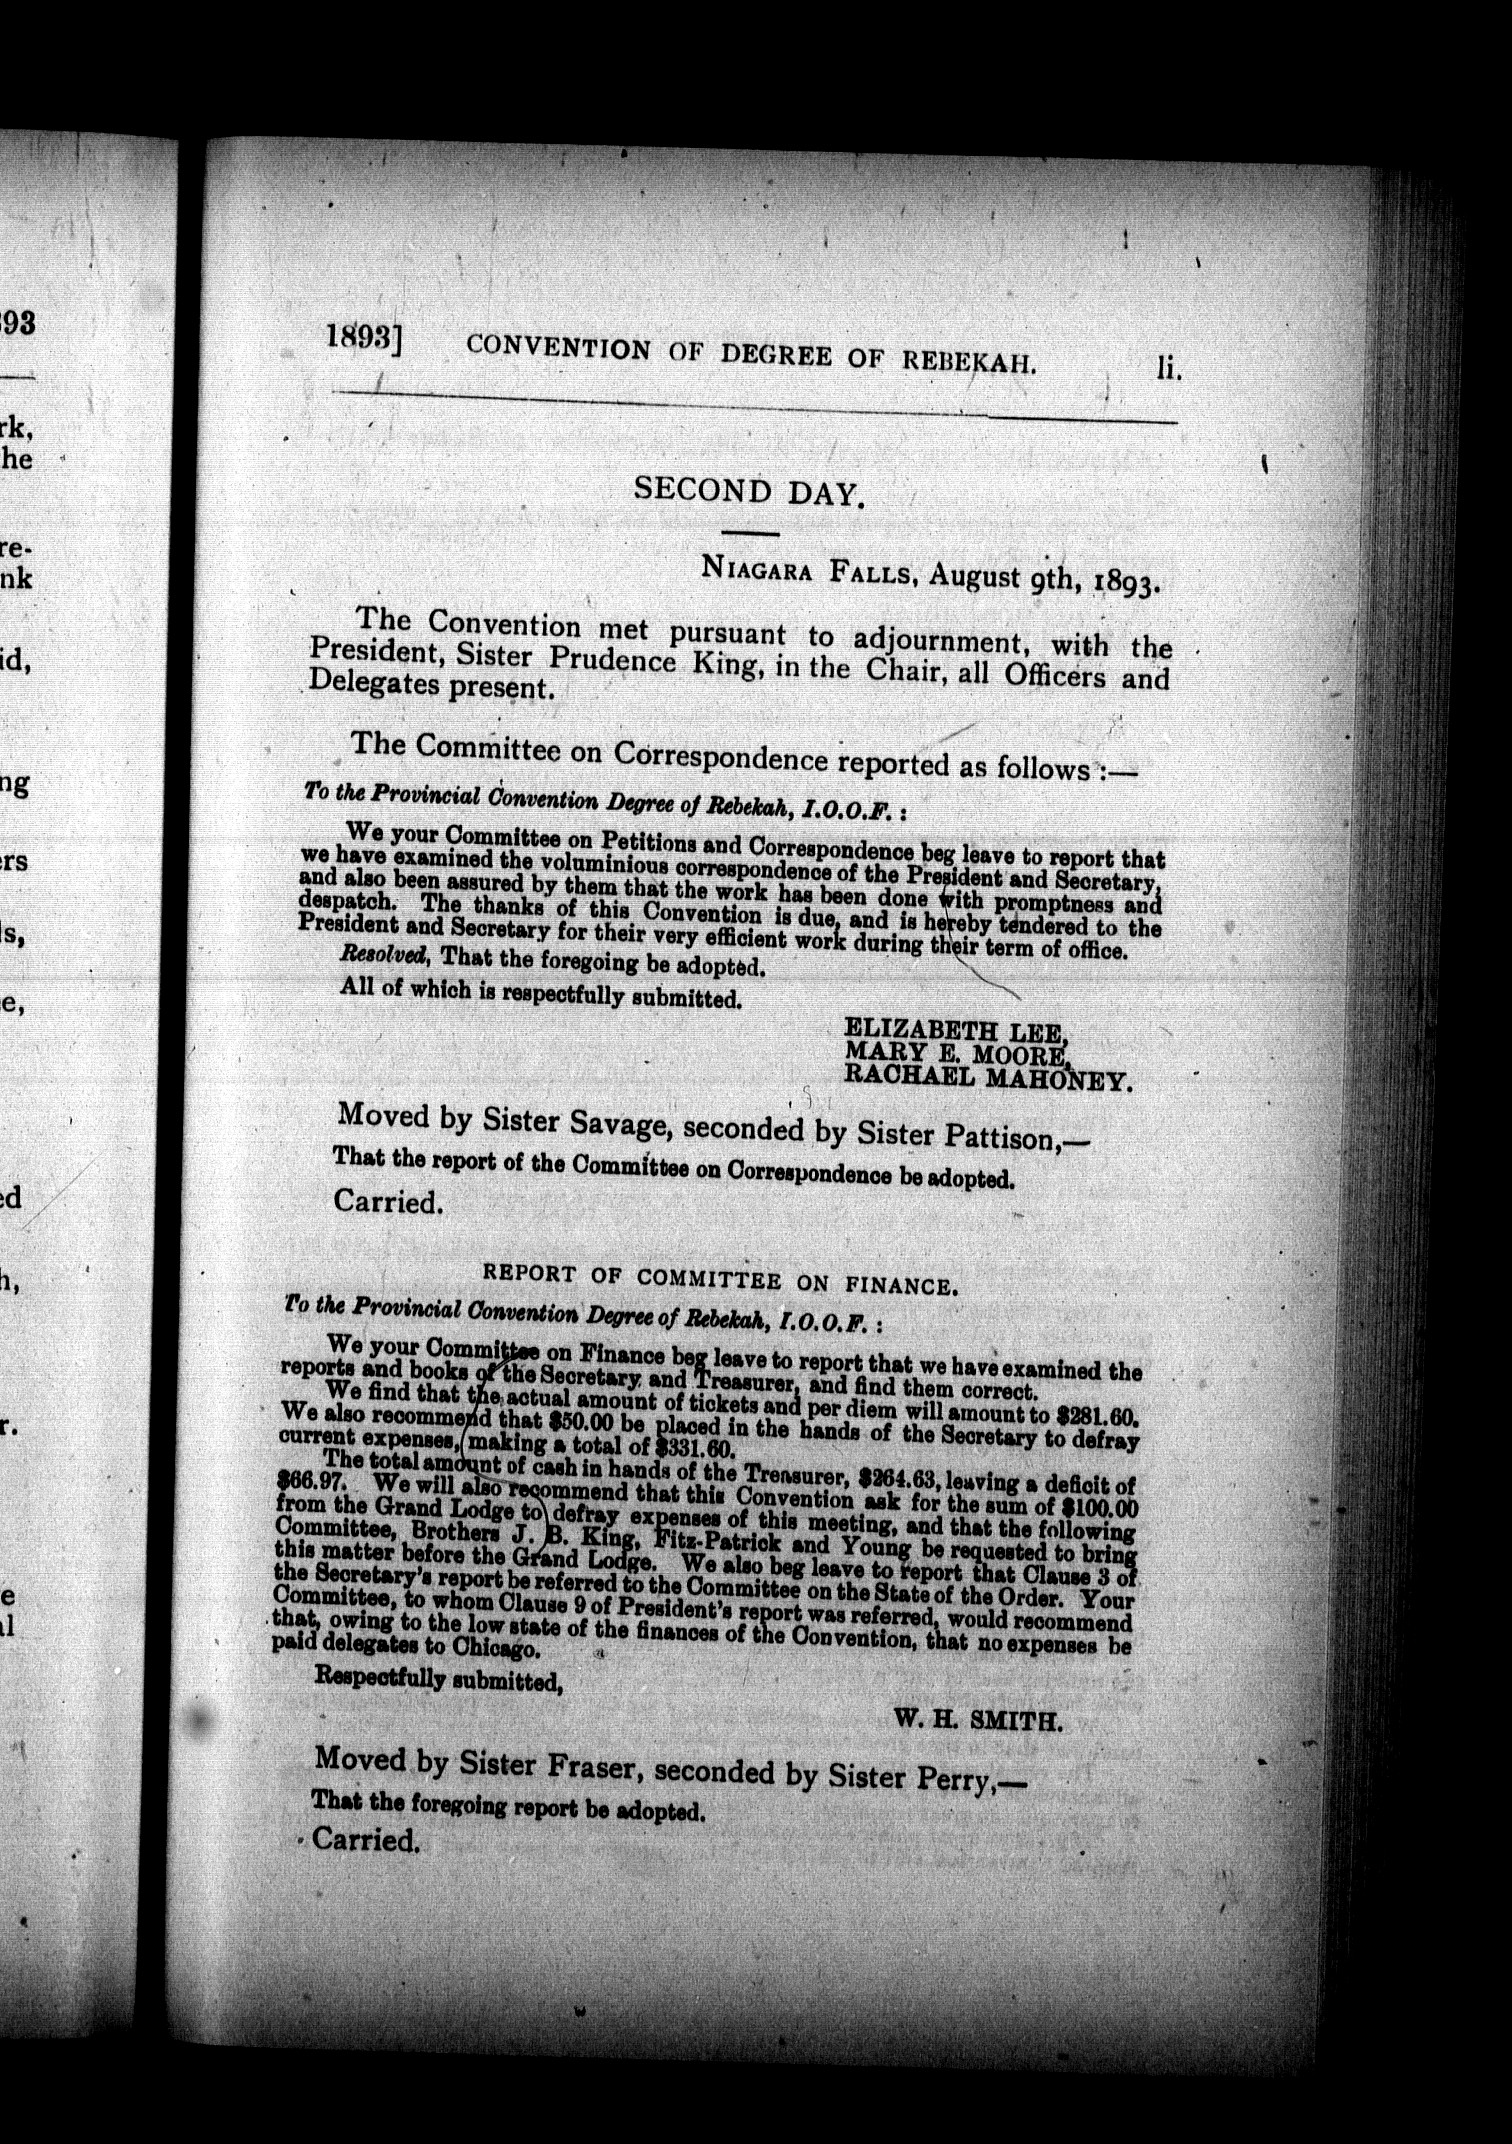 393
rk,
he
re-
nk
id,
ng
ers
ls,
e,
ed
h,
r.
e
al
1893] CONVENTION OF DEGREE OF REBEKAH. li.
SECOND DAY.
NIAGARA FALLS, August 9th, 1893.
The Convention met pursuant to adjournment, with the
President, Sister Prudence King, in the Chair, all Officers and
Delegates present.
The Committee on Correspondence reported as follows :—
To the Provincial Convention Degree of Rebekah, I.O.O.F. :
We your Committee on Petitions and Correspondence beg leave to report that
we have examined the voluminious correspondence of the President and Secretary,
and also been assured by them that the work has been done with promptness and
despatch. The thanks of this Convention is due, and is hereby tendered to the
President and Secretary for their very efficient work during their term of office.
Resolved, That the foregoing be adopted.
All of which is respectfully submitted.
ELIZABETH LEE,
MARY E. MOORE,
RACHAEL MAHONEY.
Moved by Sister Savage, seconded by Sister Pattison,—
That the report of the Committee on Correspondence be adopted.
Carried.
REPORT OF COMMITTEE ON FINANCE.
To the Provincial Convention Degree of Rebekah, I.O.O.F. :
We your Committee on Finance beg leave to report that we have examined the
reports and books of the Secretary and Treasurer, and find them correct.
We find that the actual amount of tickets and per diem will amount to $281.60.
We also recommend that $50.00 be placed in the hands of the Secretary to defray
current expenses, making a total of $331.60.
The total amount of cash in hands of the Treasurer, $264.63, leaving a deficit of
$66.97. We will also recommend that this Convention ask for the sum of $100.00
from the Grand Lodge to defray expenses of this meeting, and that the following
Committee, Brothers J. B. King, Fitz-Patrick and Young be requested to bring
this matter before the Grand Lodge. We also beg leave to report that Clause 3 of
the Secretary's report be referred to the Committee on the State of the Order. Your
Committee, to whom Clause 9 of President's report was referred, would recommend
that, owing to the low state of the finances of the Convention, that no expenses be
paid delegates to Chicago.
Respectfully submitted,
W. H. SMITH.
Moved by Sister Fraser, seconded by Sister Perry,—
That the foregoing report be adopted.
Carried.